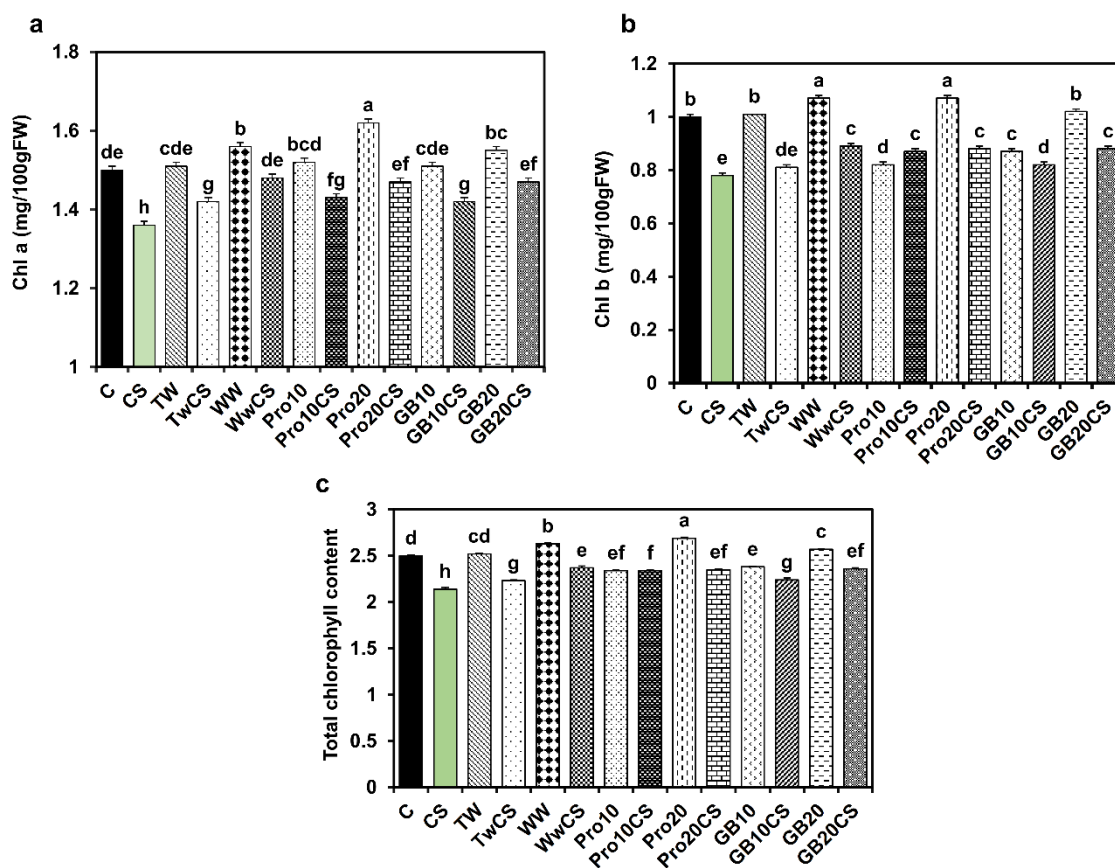 a
Chl a (mg/100gFW)
1.8
1.6
1.4
1.2
1
de
h
cde
g
b
de
bcd
fg
a
ef
cde
g
bc
ef
C
CS
TW
TwCS
WW
WwCS
Pro10
Pro10CS
Pro20
Pro20CS
GB10
GB10CS
GB20
GB20CS
b
Chl b (mg/100gFW)
1.2
1
0.8
0.6
0.4
0.2
0
b
e
b
de
a
c
d
c
a
c
c
d
b
c
C
CS
TW
TwCS
WW
WwCS
Pro10
Pro10CS
Pro20
Pro20CS
GB10
GB10CS
GB20
GB20CS
c
Total chlorophyll content
3
2.5
2
1.5
1
0.5
0
d
h
cd
g
b
e
ef
f
a
ef
e
g
c
ef
C
CS
TW
TwCS
WW
WwCS
Pro10
Pro10CS
Pro20
Pro20CS
GB10
GB10CS
GB20
GB20CS